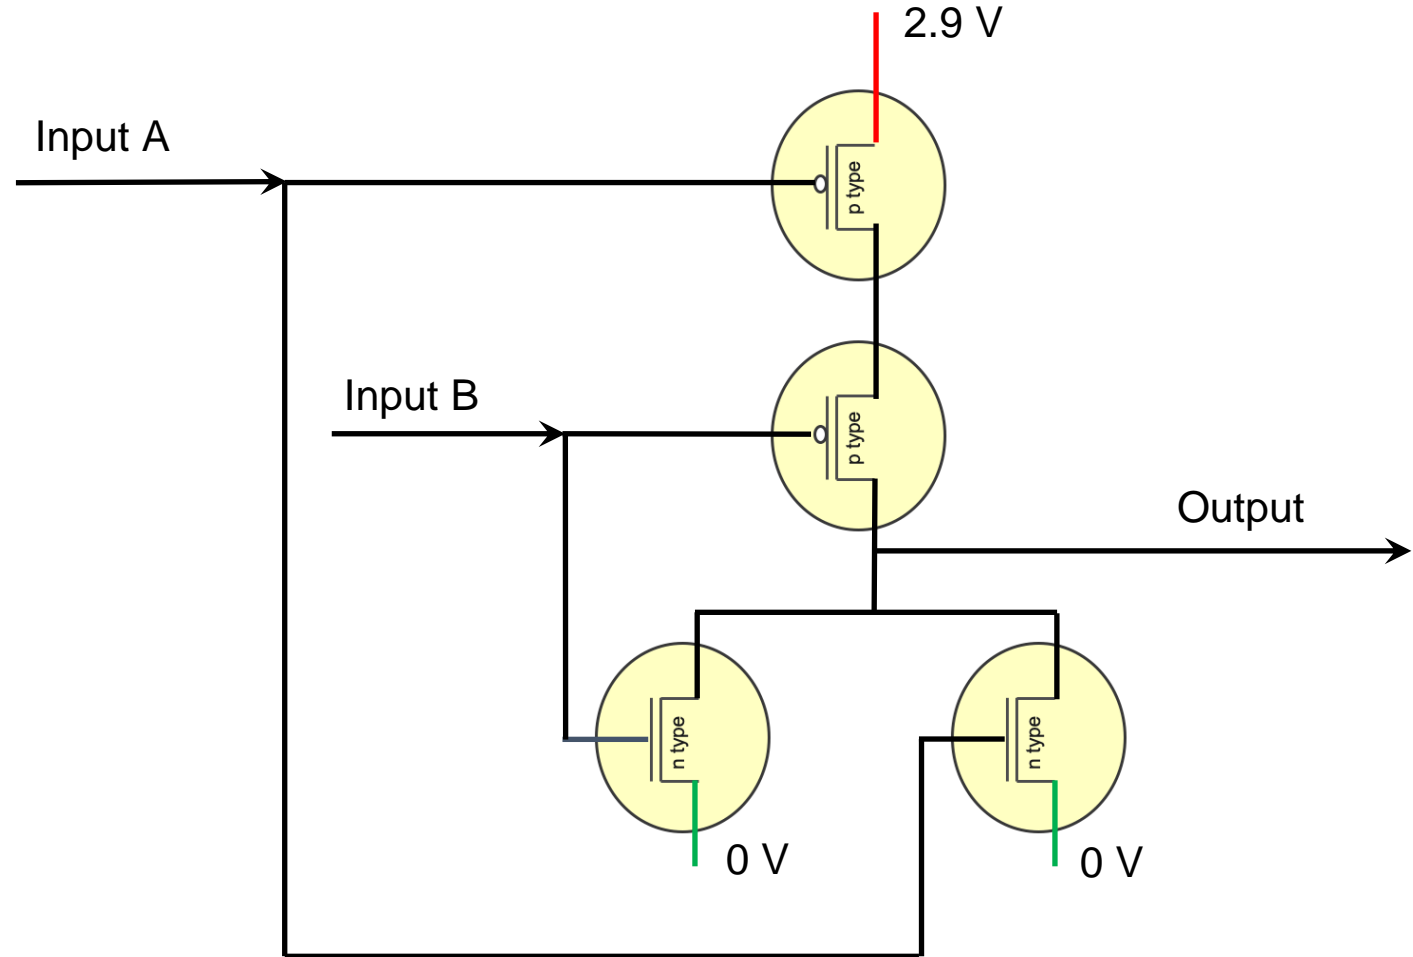 2.9 V
Input A
p type
Input B
p type
Output
n type
n type
0 V
0 V